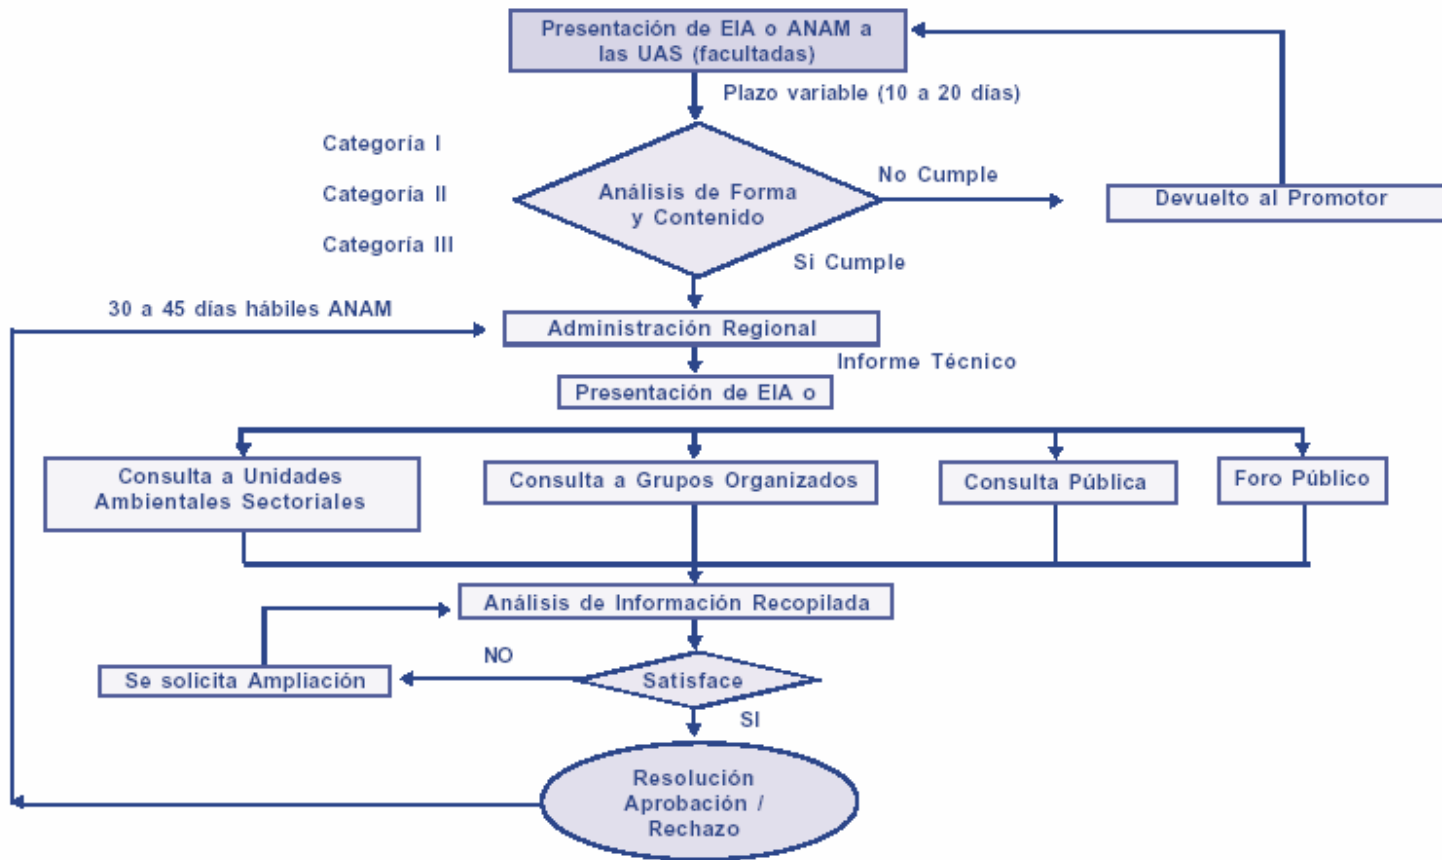 Presentación de EIA o ANAM a
las UAS (facultadas)
Plazo variable (10 a 20 días)
Categoría I
Categoría II
Categoría III
Análisis de Forma
y Contenido
No Cumple
Devuelto al Promotor
Si Cumple
30 a 45 días hábiles ANAM
Administración Regional
Informe Técnico
Presentación de EIA o
Consulta a Unidades
Ambientales Sectoriales
Consulta a Grupos Organizados
Consulta Pública
Foro Público
Análisis de Información Recopilada
NO
Se solicita Ampliación
Satisface
SI
Resolución
Aprobación /
Rechazo